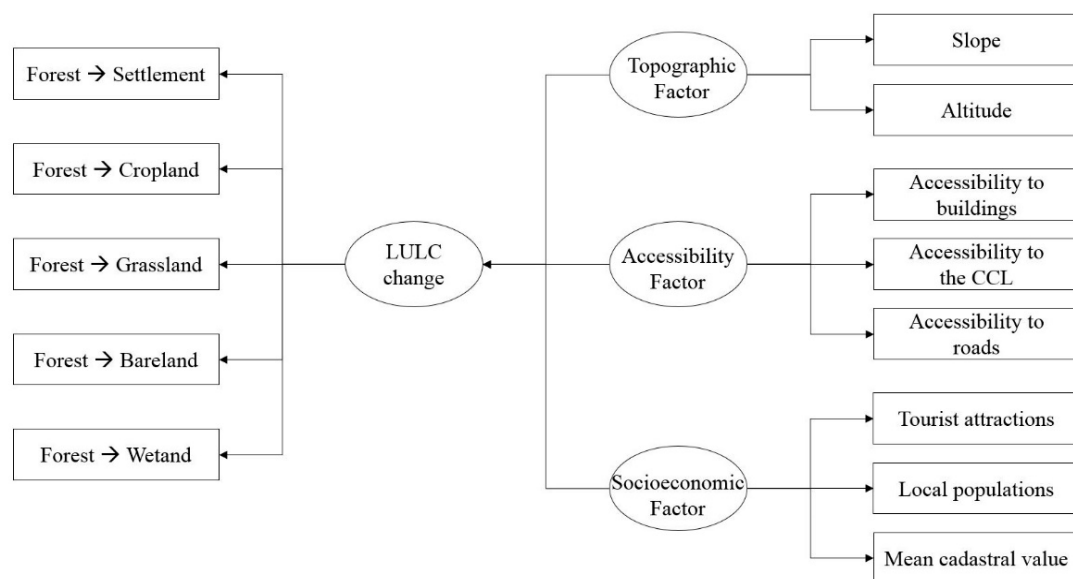 Forest → Settlement
Forest → Cropland
Forest → Grassland
Forest → Bareland
Forest → Wetand
LULC
change
Topographic
Factor
Accessibility
Factor
Socioeconomic
Factor
Slope
Altitude
Accessibility to
buildings
Accessibility to
the CCL
Accessibility to
roads
Tourist attractions
Local populations
Mean cadastral value